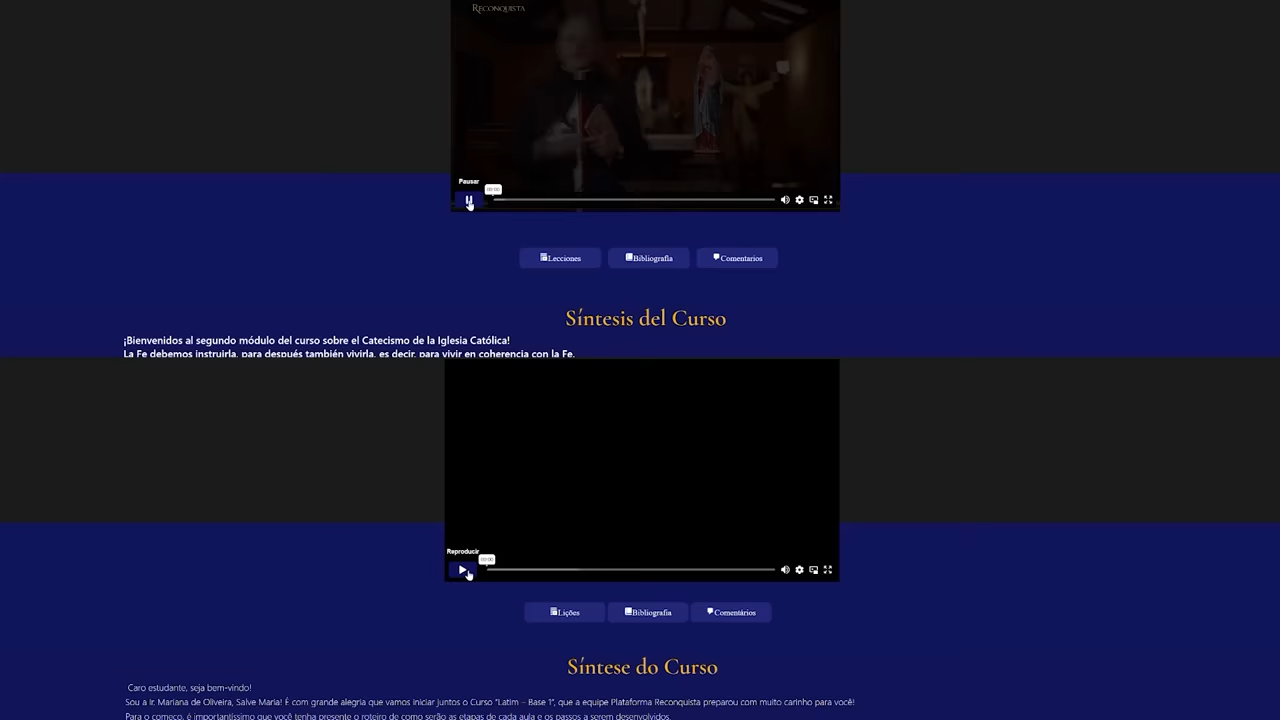 Reconquista
Pausar
00:00
Lecciones
Bibliografía
Comentarios
Síntesis del Curso
¡Bienvenidos al segundo módulo del curso sobre el Catecismo de la Iglesia Católica!
La Fe debemos instruirla, para después también vivirla, es decir, para vivir en coherencia con la Fe.
Reproducir
00:00
Lições
Bibliografia
Comentários
Síntese do Curso
Caro estudante, seja bem-vindo!
Sou a Ir. Mariana de Oliveira, Salve Maria! É com grande alegria que vamos iniciar juntos o Curso “Latim – Base 1”, que a equipe Plataforma Reconquista preparou com muito carinho para você!
Para o começo, é importantíssimo que você tenha presente o roteiro de como serão as etapas de cada aula e os passos a serem desenvolvidos.